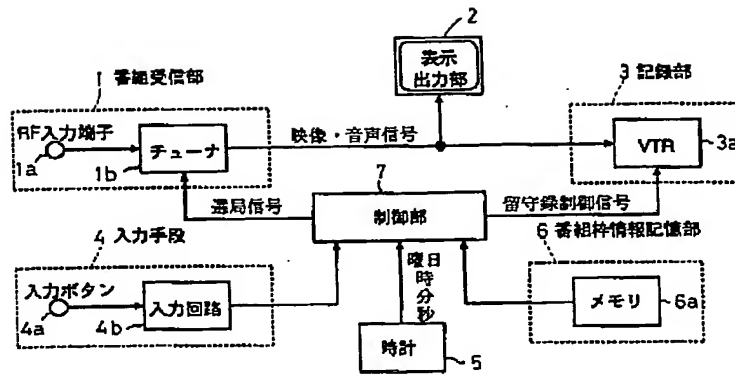 2
表示
出力部
1 番組受信部
3 記録部
RF入力端子
1a
チューナ
1b
映像・音声信号
VTR
3a
7
選局信号
制御部
留守録制御信号
4 入力手段
6 番組枠情報記憶部
入力ボタン
4a
入力回路
4b
曜日
時分秒
メモリ
6a
時計
5